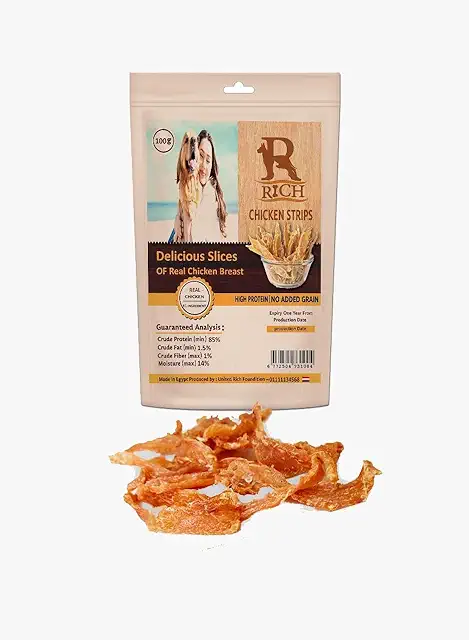 100g
R
RICH
CHICKEN STRIPS
Delicious Slices
OF Real Chicken Breast
REAL
CHICKEN
HIGH PROTEIN|NO ADDED GRAIN
Expiry One Year From
Production Date
production Date
Guaranteed Analysis :
Crude Protein (min) 85%
Crude Fat (min) 1.5%
Crude Fiber (max) 1%
Moisture (max) 14%
Made in Egypt Produced by : United Rich Foundation -01111134568